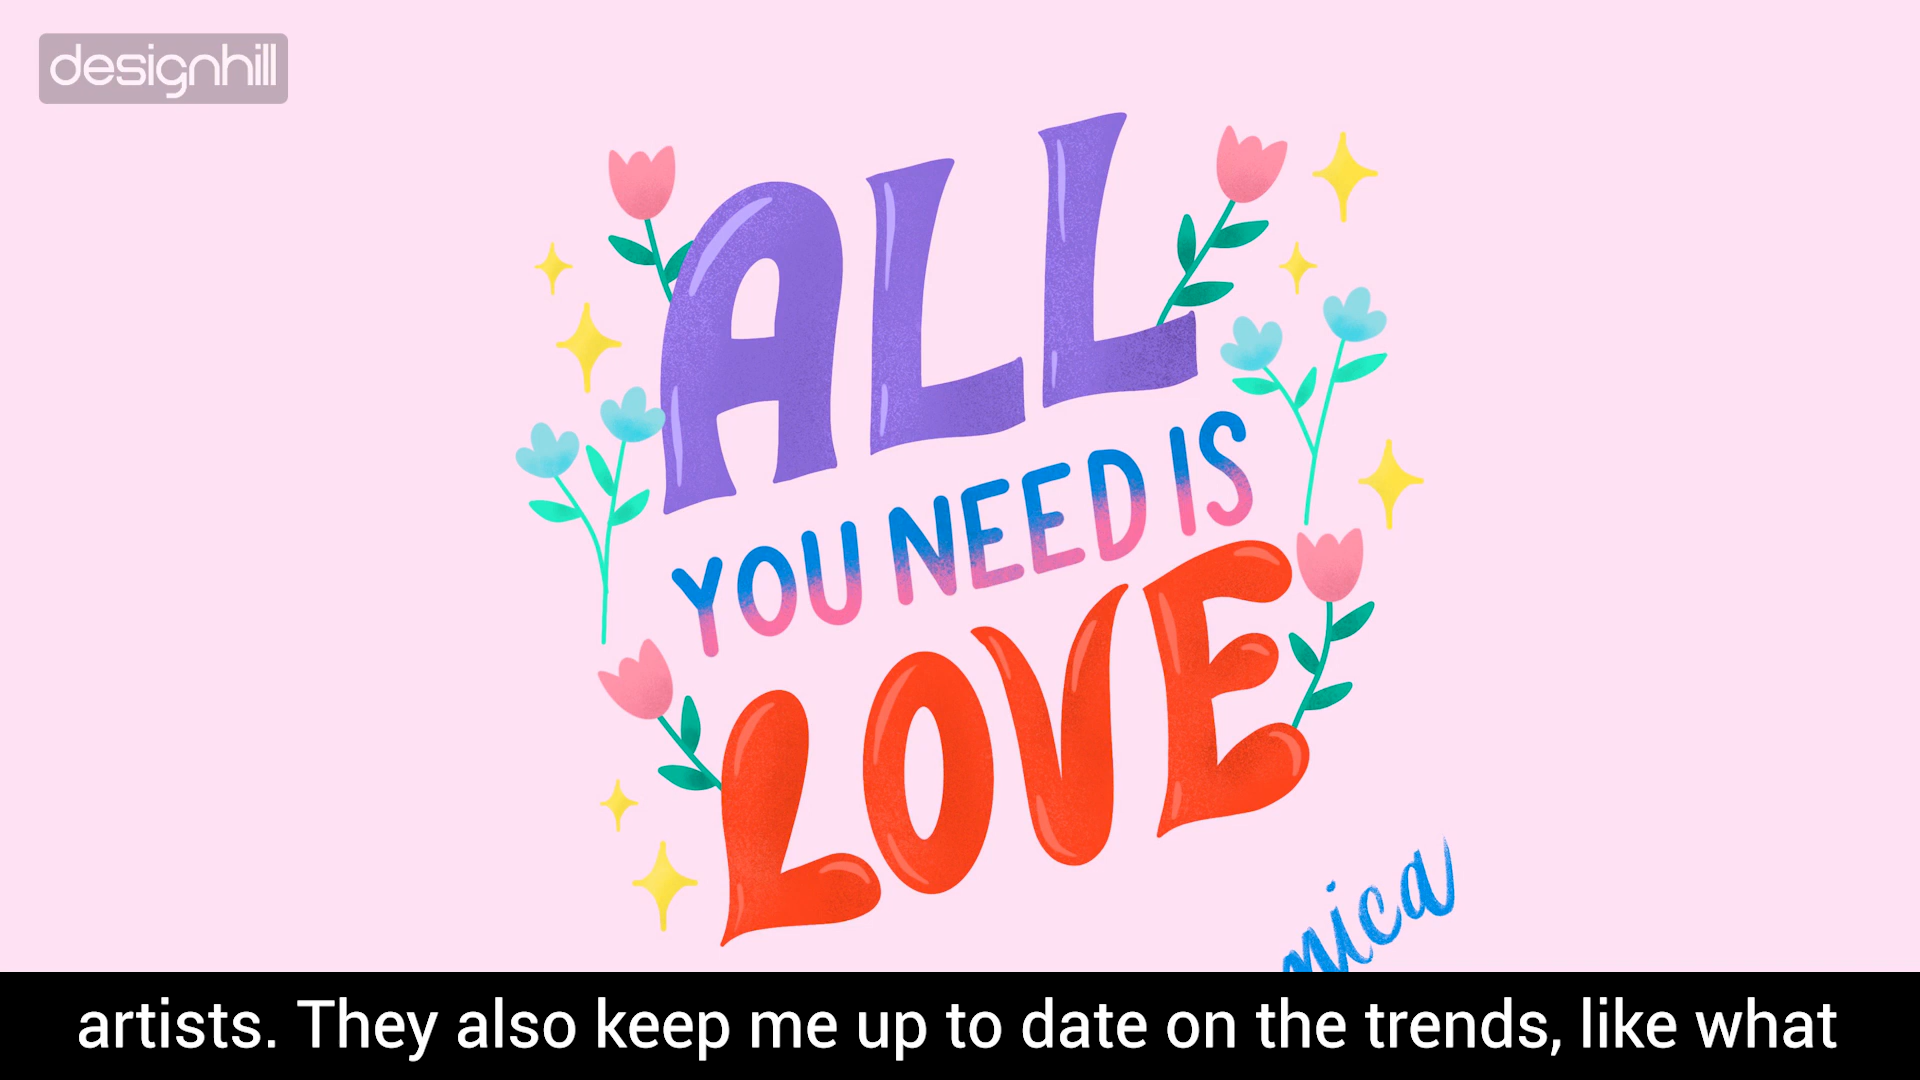 designhill
ALL
YOU NEED IS
LOVE
artists. They also keep me up to date on the trends, like what